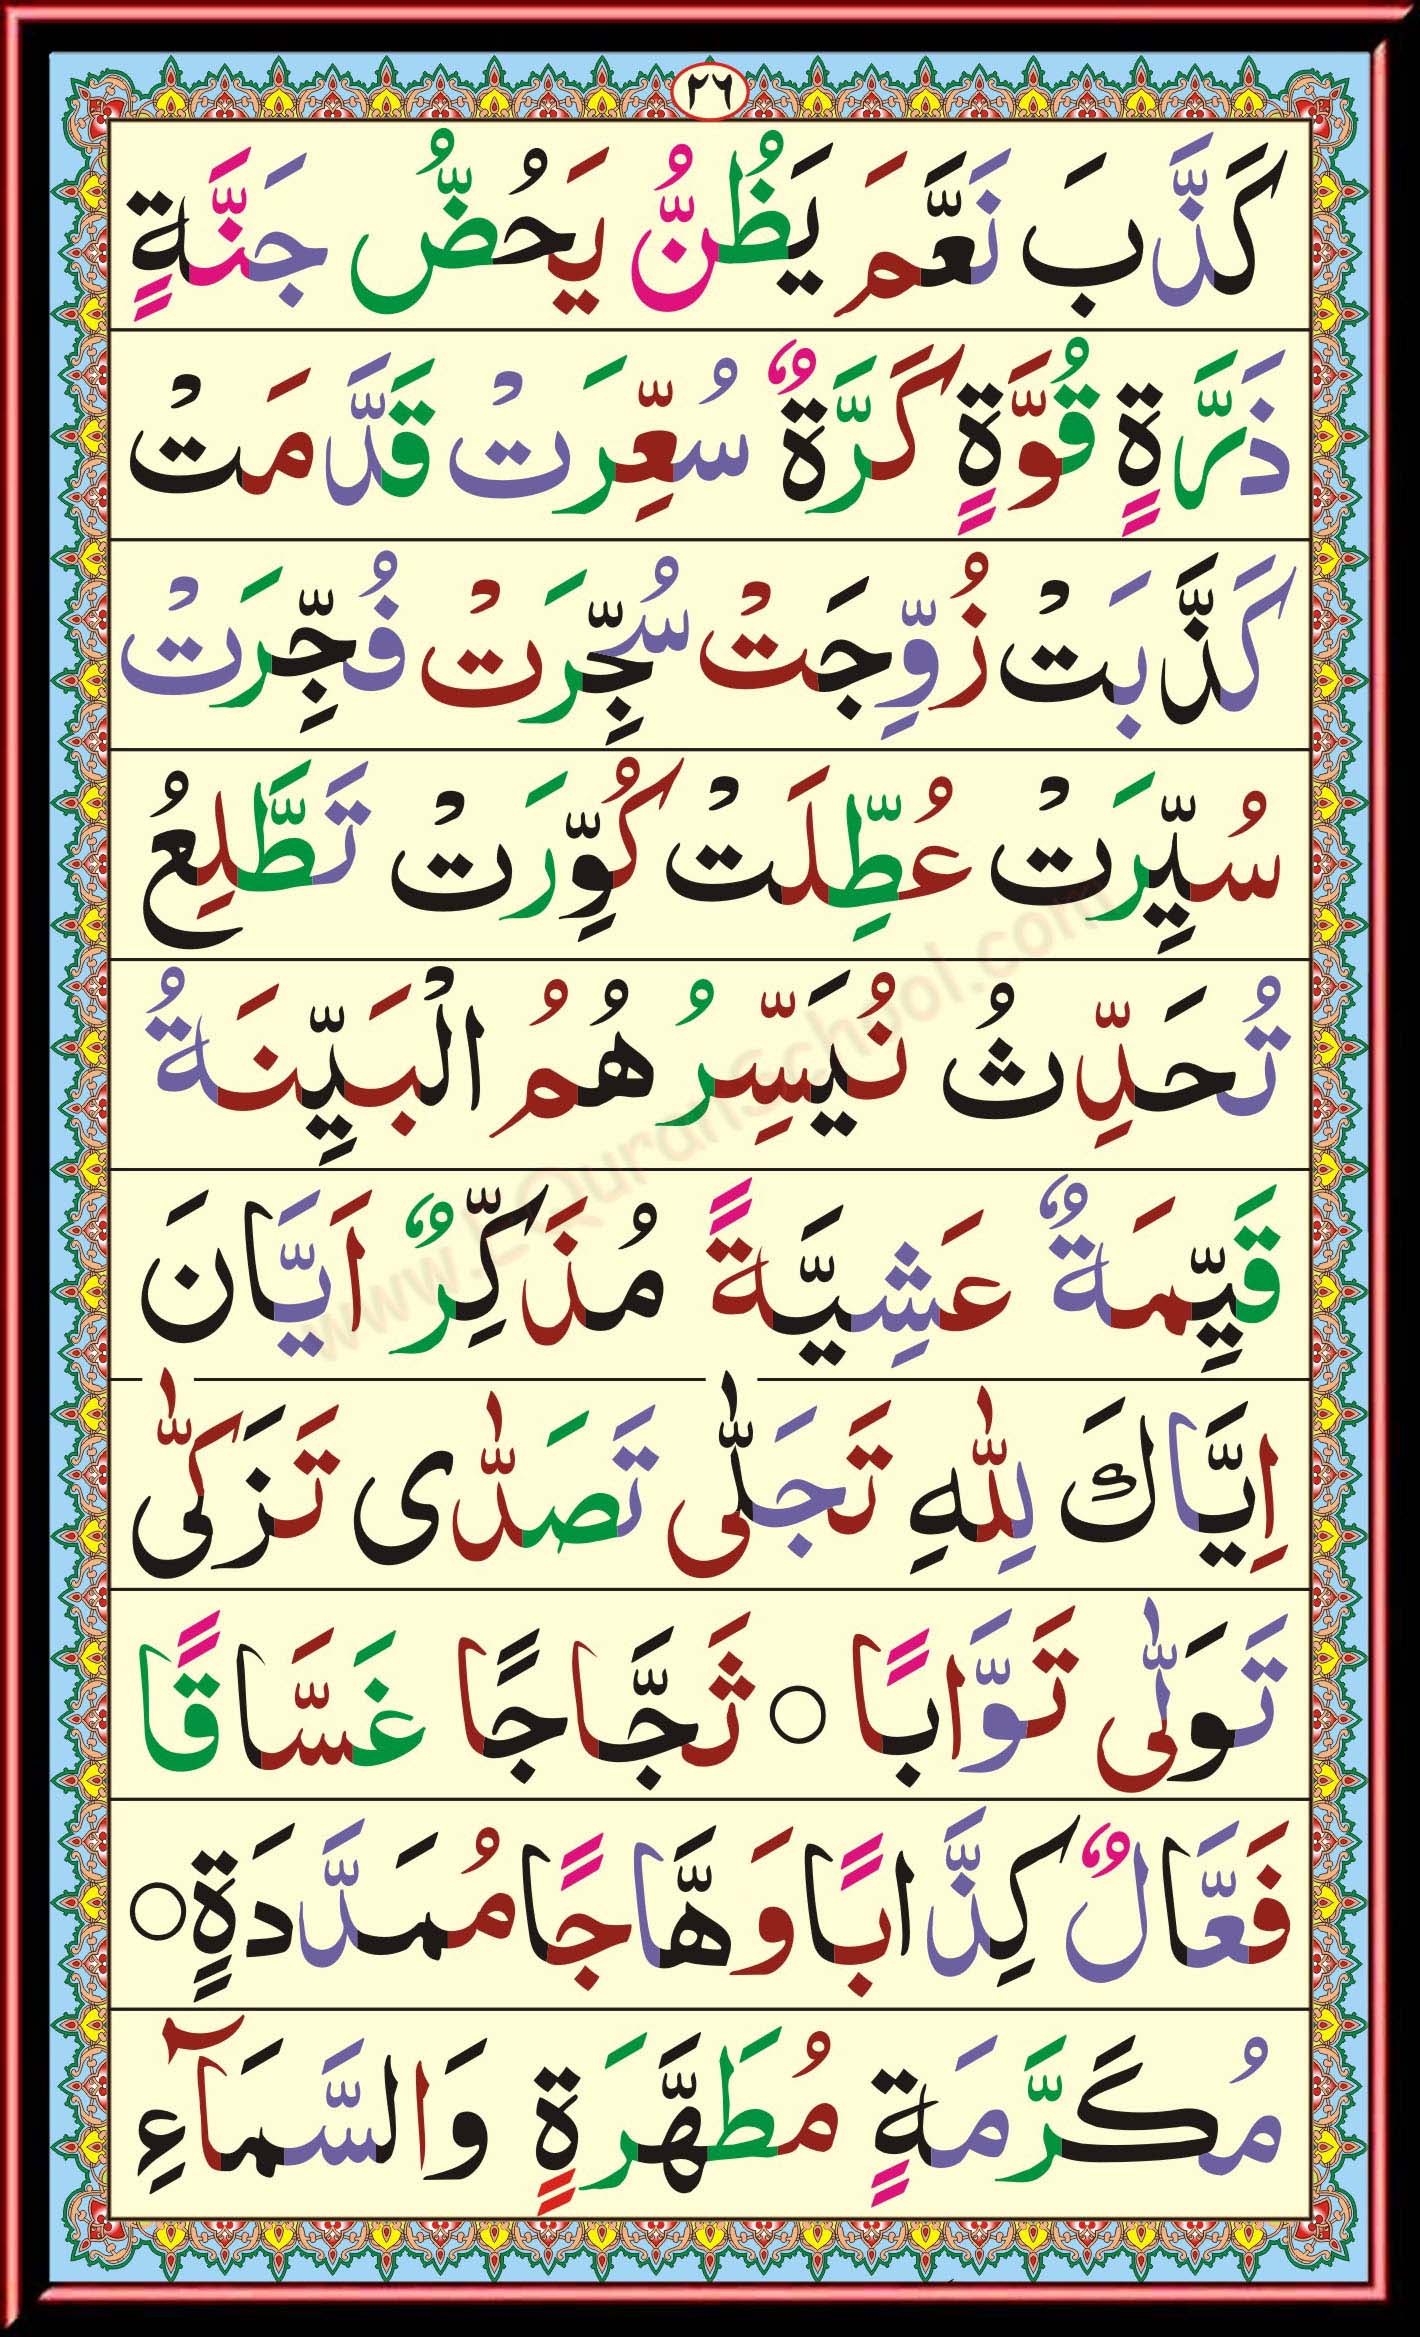 ٢٦
كَذَّبَ نَعَّمَ يَظُنُّ يَحُضُّ جَنَّةٍ
ذَرَّةٍ قُوَّةٍ كَرَّةٌ سُعِّرَتْ قَدَّمَتْ
كَذَّبَتْ زُوِّجَتْ سُجِّرَتْ فُجِّرَتْ
سُيِّرَتْ عُطِّلَتْ كُوِّرَتْ تَطَّلِعُ
تُحَدِّثُ نُيَسِّرُ هُمُ الْبَيِّنَةُ
قَيِّمَةٌ عَشِيَّةً مُذَكِّرٌ اَيَّانَ
اِيَّاكَ لِلّٰهِ تَجَلّٰى تَصَدّٰى تَزَكّٰى
تَوَلّٰى تَوَّابًا ○ ثَجَّاجًا غَسَّاقًا
فَعَّالٌ كِذَّابًا وَهَّاجًا مُمَدَّدَةٍ ○
مُكَرَّمَةٍ مُطَهَّرَةٍ وَالسَّمَآءِ
www.EQuranSchool.com